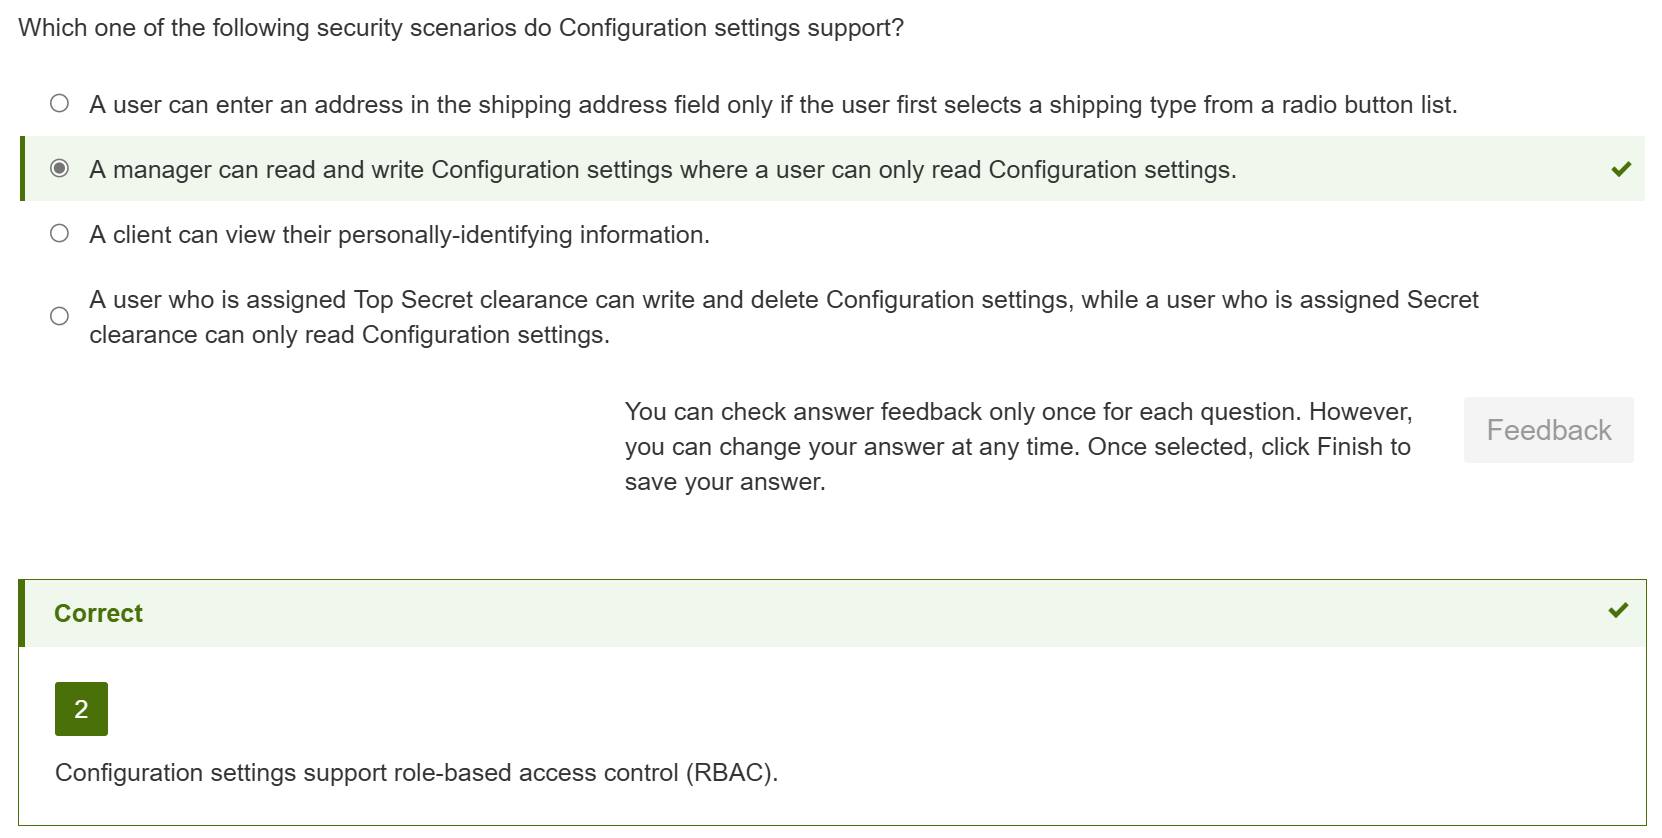 Which one of the following security scenarios do Configuration settings support?
A user can enter an address in the shipping address field only if the user first selects a shipping type from a radio button list.
A manager can read and write Configuration settings where a user can only read Configuration settings.
A client can view their personally-identifying information.
A user who is assigned Top Secret clearance can write and delete Configuration settings, while a user who is assigned Secret
clearance can only read Configuration settings.
You can check answer feedback only once for each question. However,
you can change your answer at any time. Once selected, click Finish to
save your answer.
Feedback
Correct
2
Configuration settings support role-based access control (RBAC).